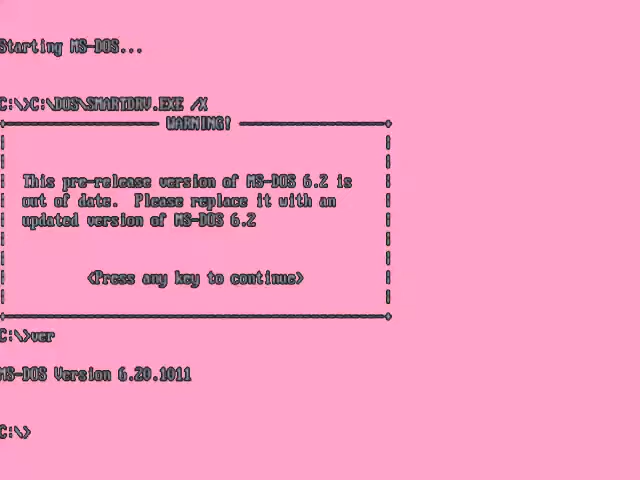 Starting MS-DOS...
C:\>C:\DOS\SMARTDRV.EXE /X
WARNING!
This pre-release version of MS-DOS 6.2 is
out of date.  Please replace it with an
updated version of MS-DOS 6.2
<Press any key to continue>
C:\>ver
MS-DOS Version 6.20.1011
C:\>